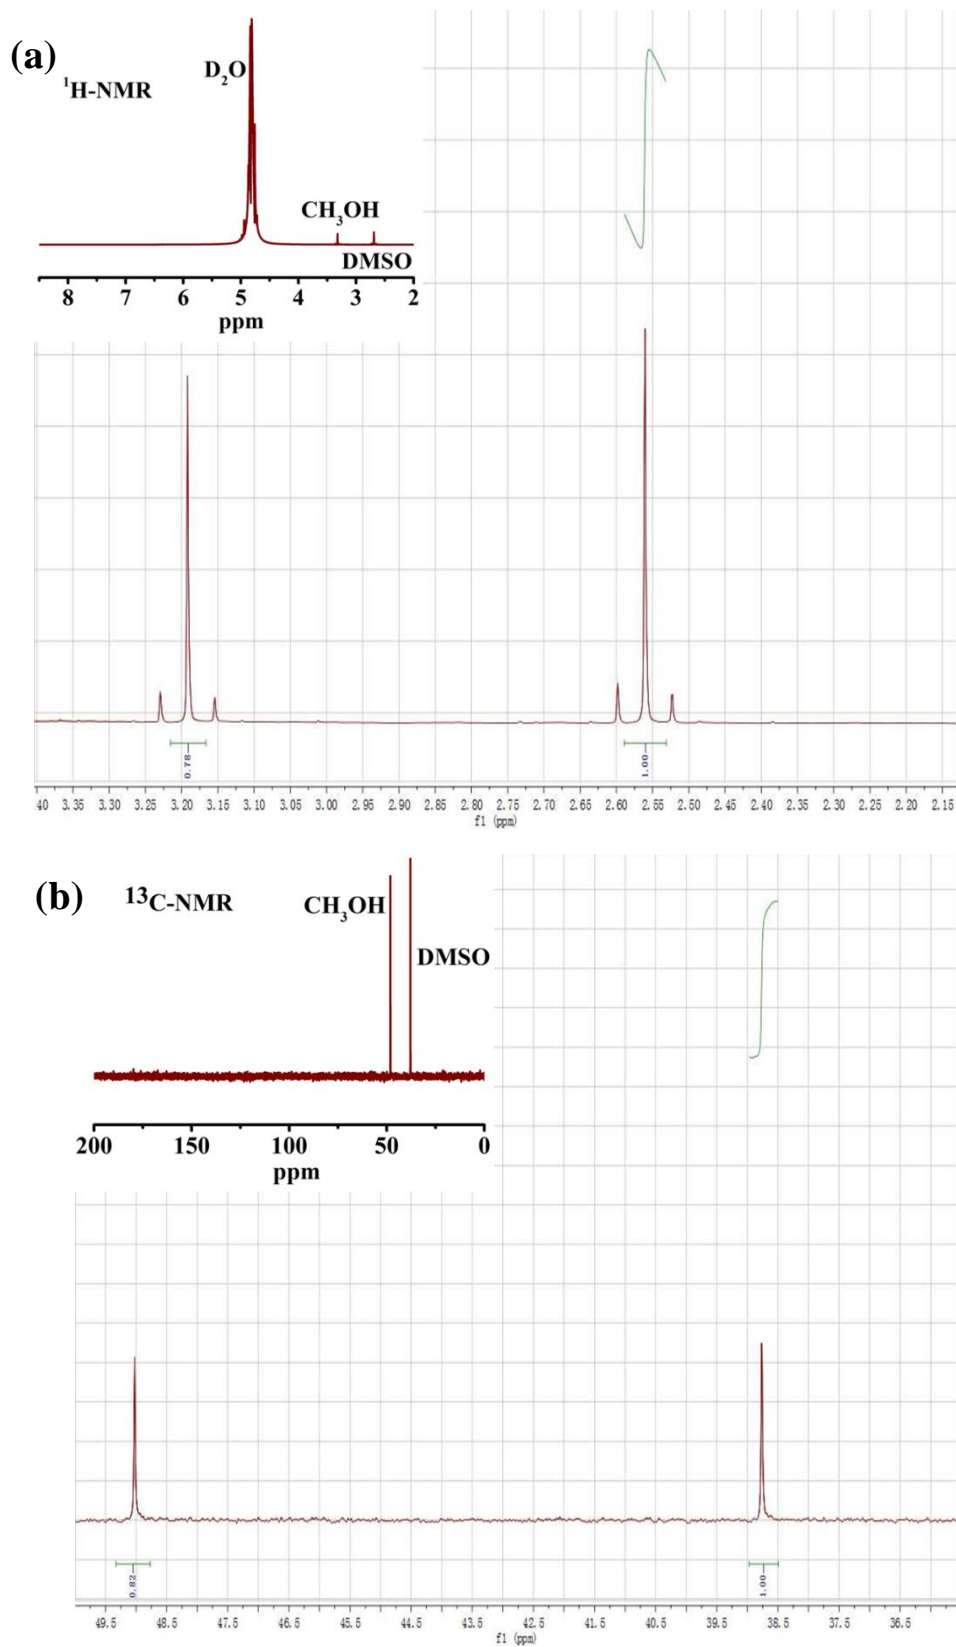 (a)
¹H-NMR
D₂O
CH₃OH
DMSO
8 7 6 5 4 3 2
ppm
0.78
1.00
40 3.35 3.30 3.25 3.20 3.15 3.10 3.05 3.00 2.95 2.90 2.85 2.80 2.75 2.70 2.65 2.60 2.55 2.50 2.45 2.40 2.35 2.30 2.25 2.20 2.15
f1 (ppm)
(b)
¹³C-NMR
CH₃OH
DMSO
200 150 100 50 0
ppm
0.82
1.00
49.5 48.5 47.5 46.5 45.5 44.5 43.5 42.5 41.5 40.5 39.5 38.5 37.5 36.5
f1 (ppm)